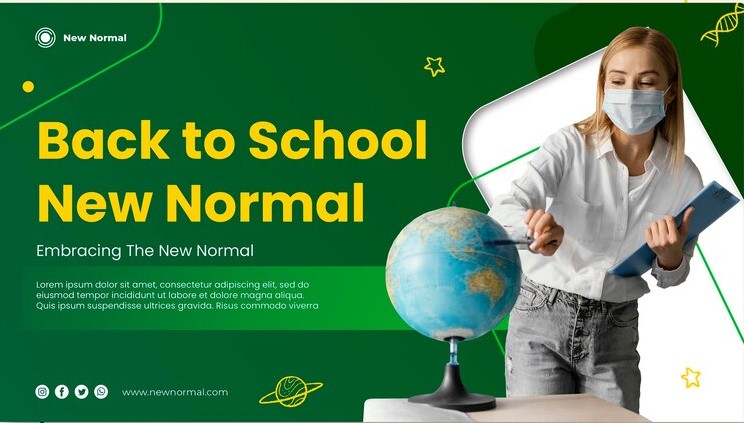 New Normal
Back to School
New Normal
Embracing The New Normal
Lorem ipsum dolor sit amet, consectetur adipiscing elit, sed do
eiusmod tempor incididunt ut labore et dolore magna aliqua.
Quis ipsum suspendisse ultrices gravida. Risus commodo viverra
www.newnormal.com